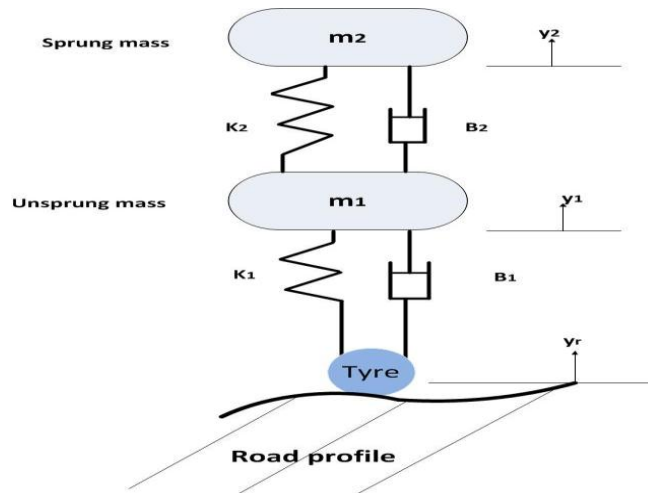 Sprung mass
m2
y2
K2
B2
Unsprung mass
m1
y1
K1
B1
yr
Tyre
Road profile